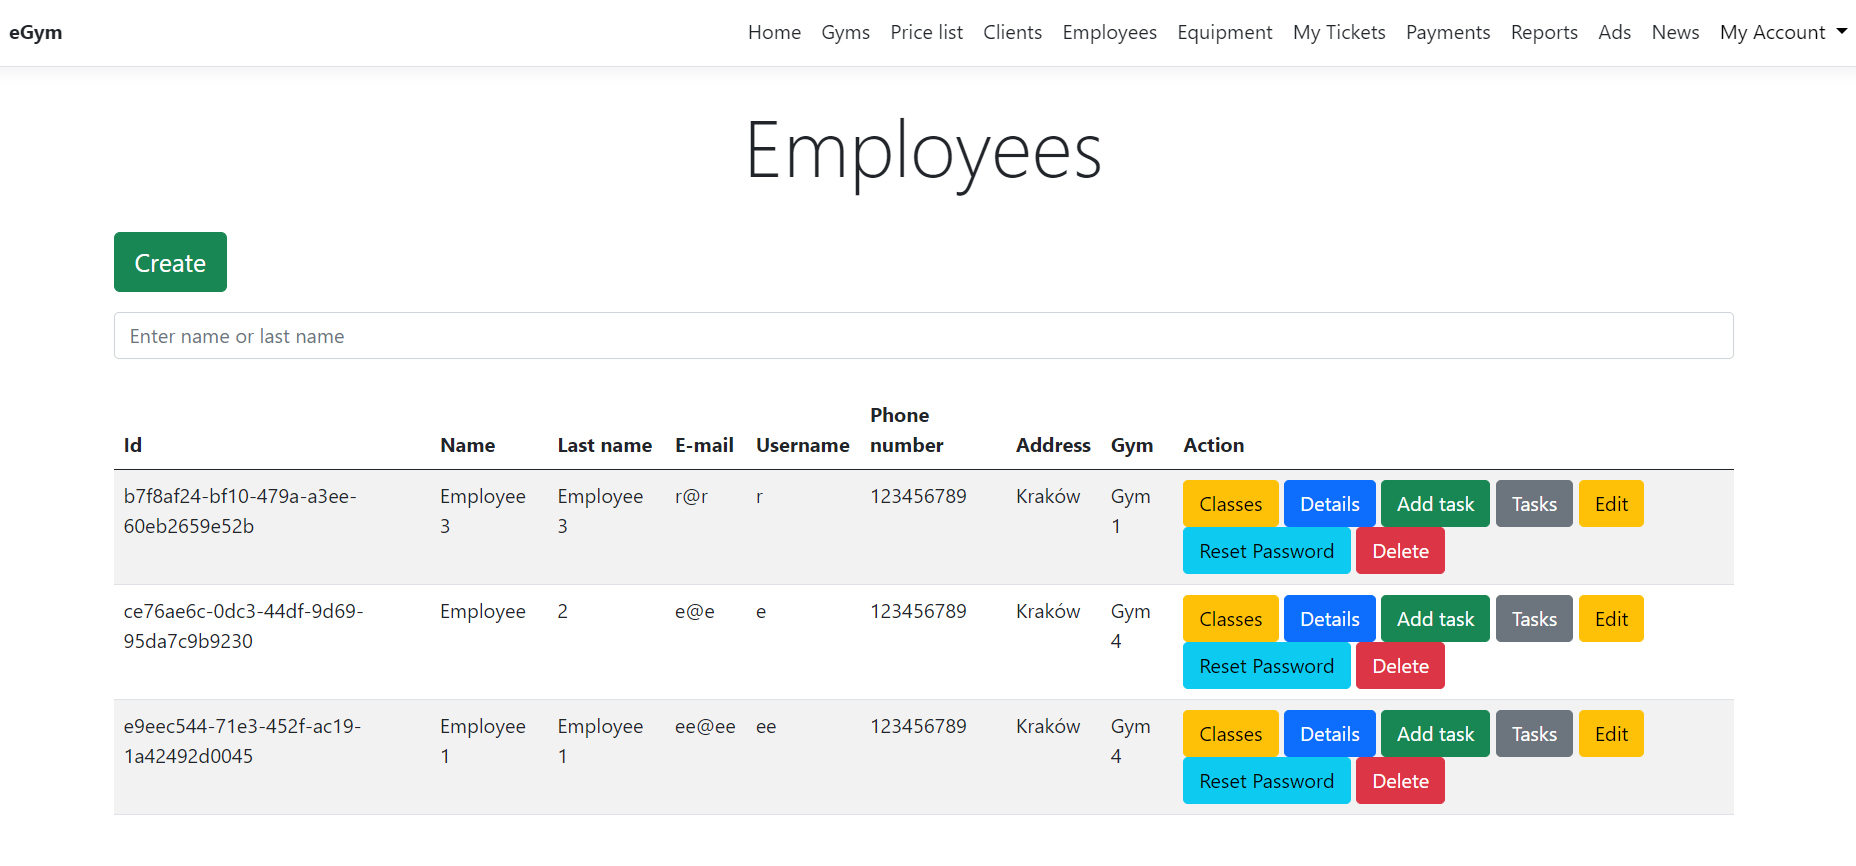 eGym Home Gyms Price list Clients Employees Equipment My Tickets Payments Reports Ads News My Account
Employees
Create
Enter name or last name
Id Name Last name E-mail Username Phone number Address Gym Action
b7f8af24-bf10-479a-a3ee- Employee Employee r@r r 123456789 Kraków Gym Classes Details Add task Tasks Edit
60eb2659e52b 3 3 1 Reset Password Delete
ce76ae6c-0dc3-44df-9d69- Employee 2 e@e e 123456789 Kraków Gym Classes Details Add task Tasks Edit
95da7c9b9230 4 Reset Password Delete
e9eec544-71e3-452f-ac19- Employee Employee ee@ee ee 123456789 Kraków Gym Classes Details Add task Tasks Edit
1a42492d0045 1 1 4 Reset Password Delete